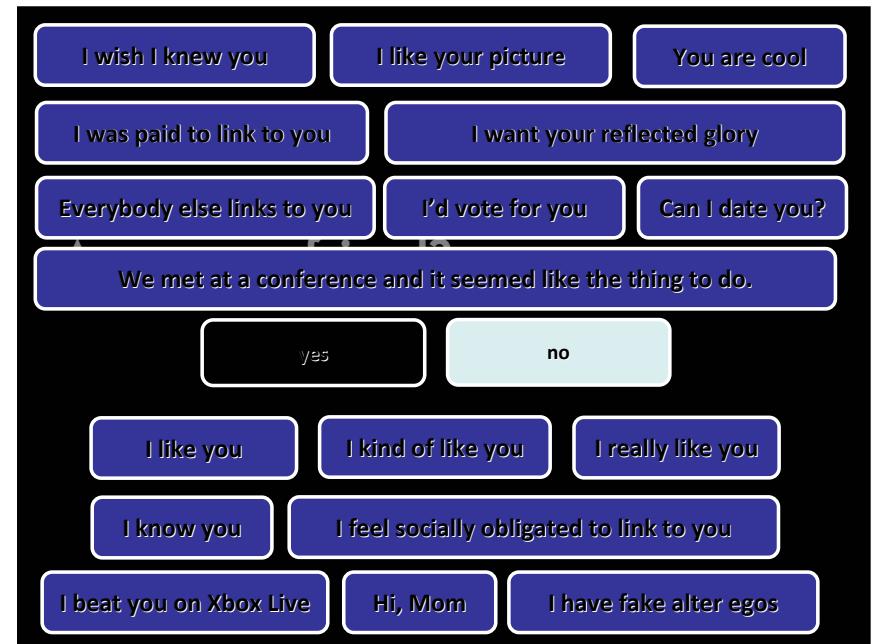 I wish I knew you I like your picture You are cool
I was paid to link to you I want your reflected glory
Everybody else links to you I’d vote for you Can I date you?
We met at a conference and it seemed like the thing to do.
yes no
I like you I kind of like you I really like you
I know you I feel socially obligated to link to you
I beat you on Xbox Live Hi, Mom I have fake alter egos